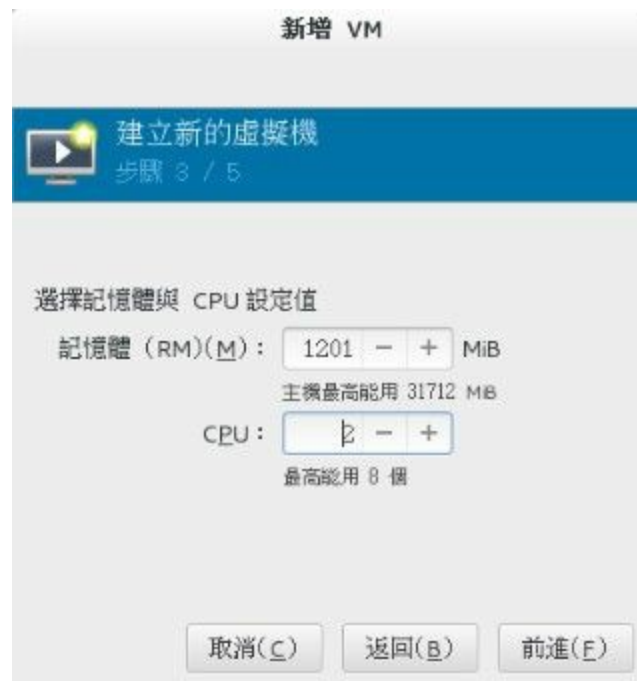 新增 VM
建立新的虛擬機
步驟 3 / 5
選擇記憶體與 CPU 設定值
記憶體（RM)(M)： 1201 － ＋ MiB
主機最高能用 31712 MiB
CPU： 2 － ＋
最高能用 8 個
取消(C) 返回(B) 前進(F)